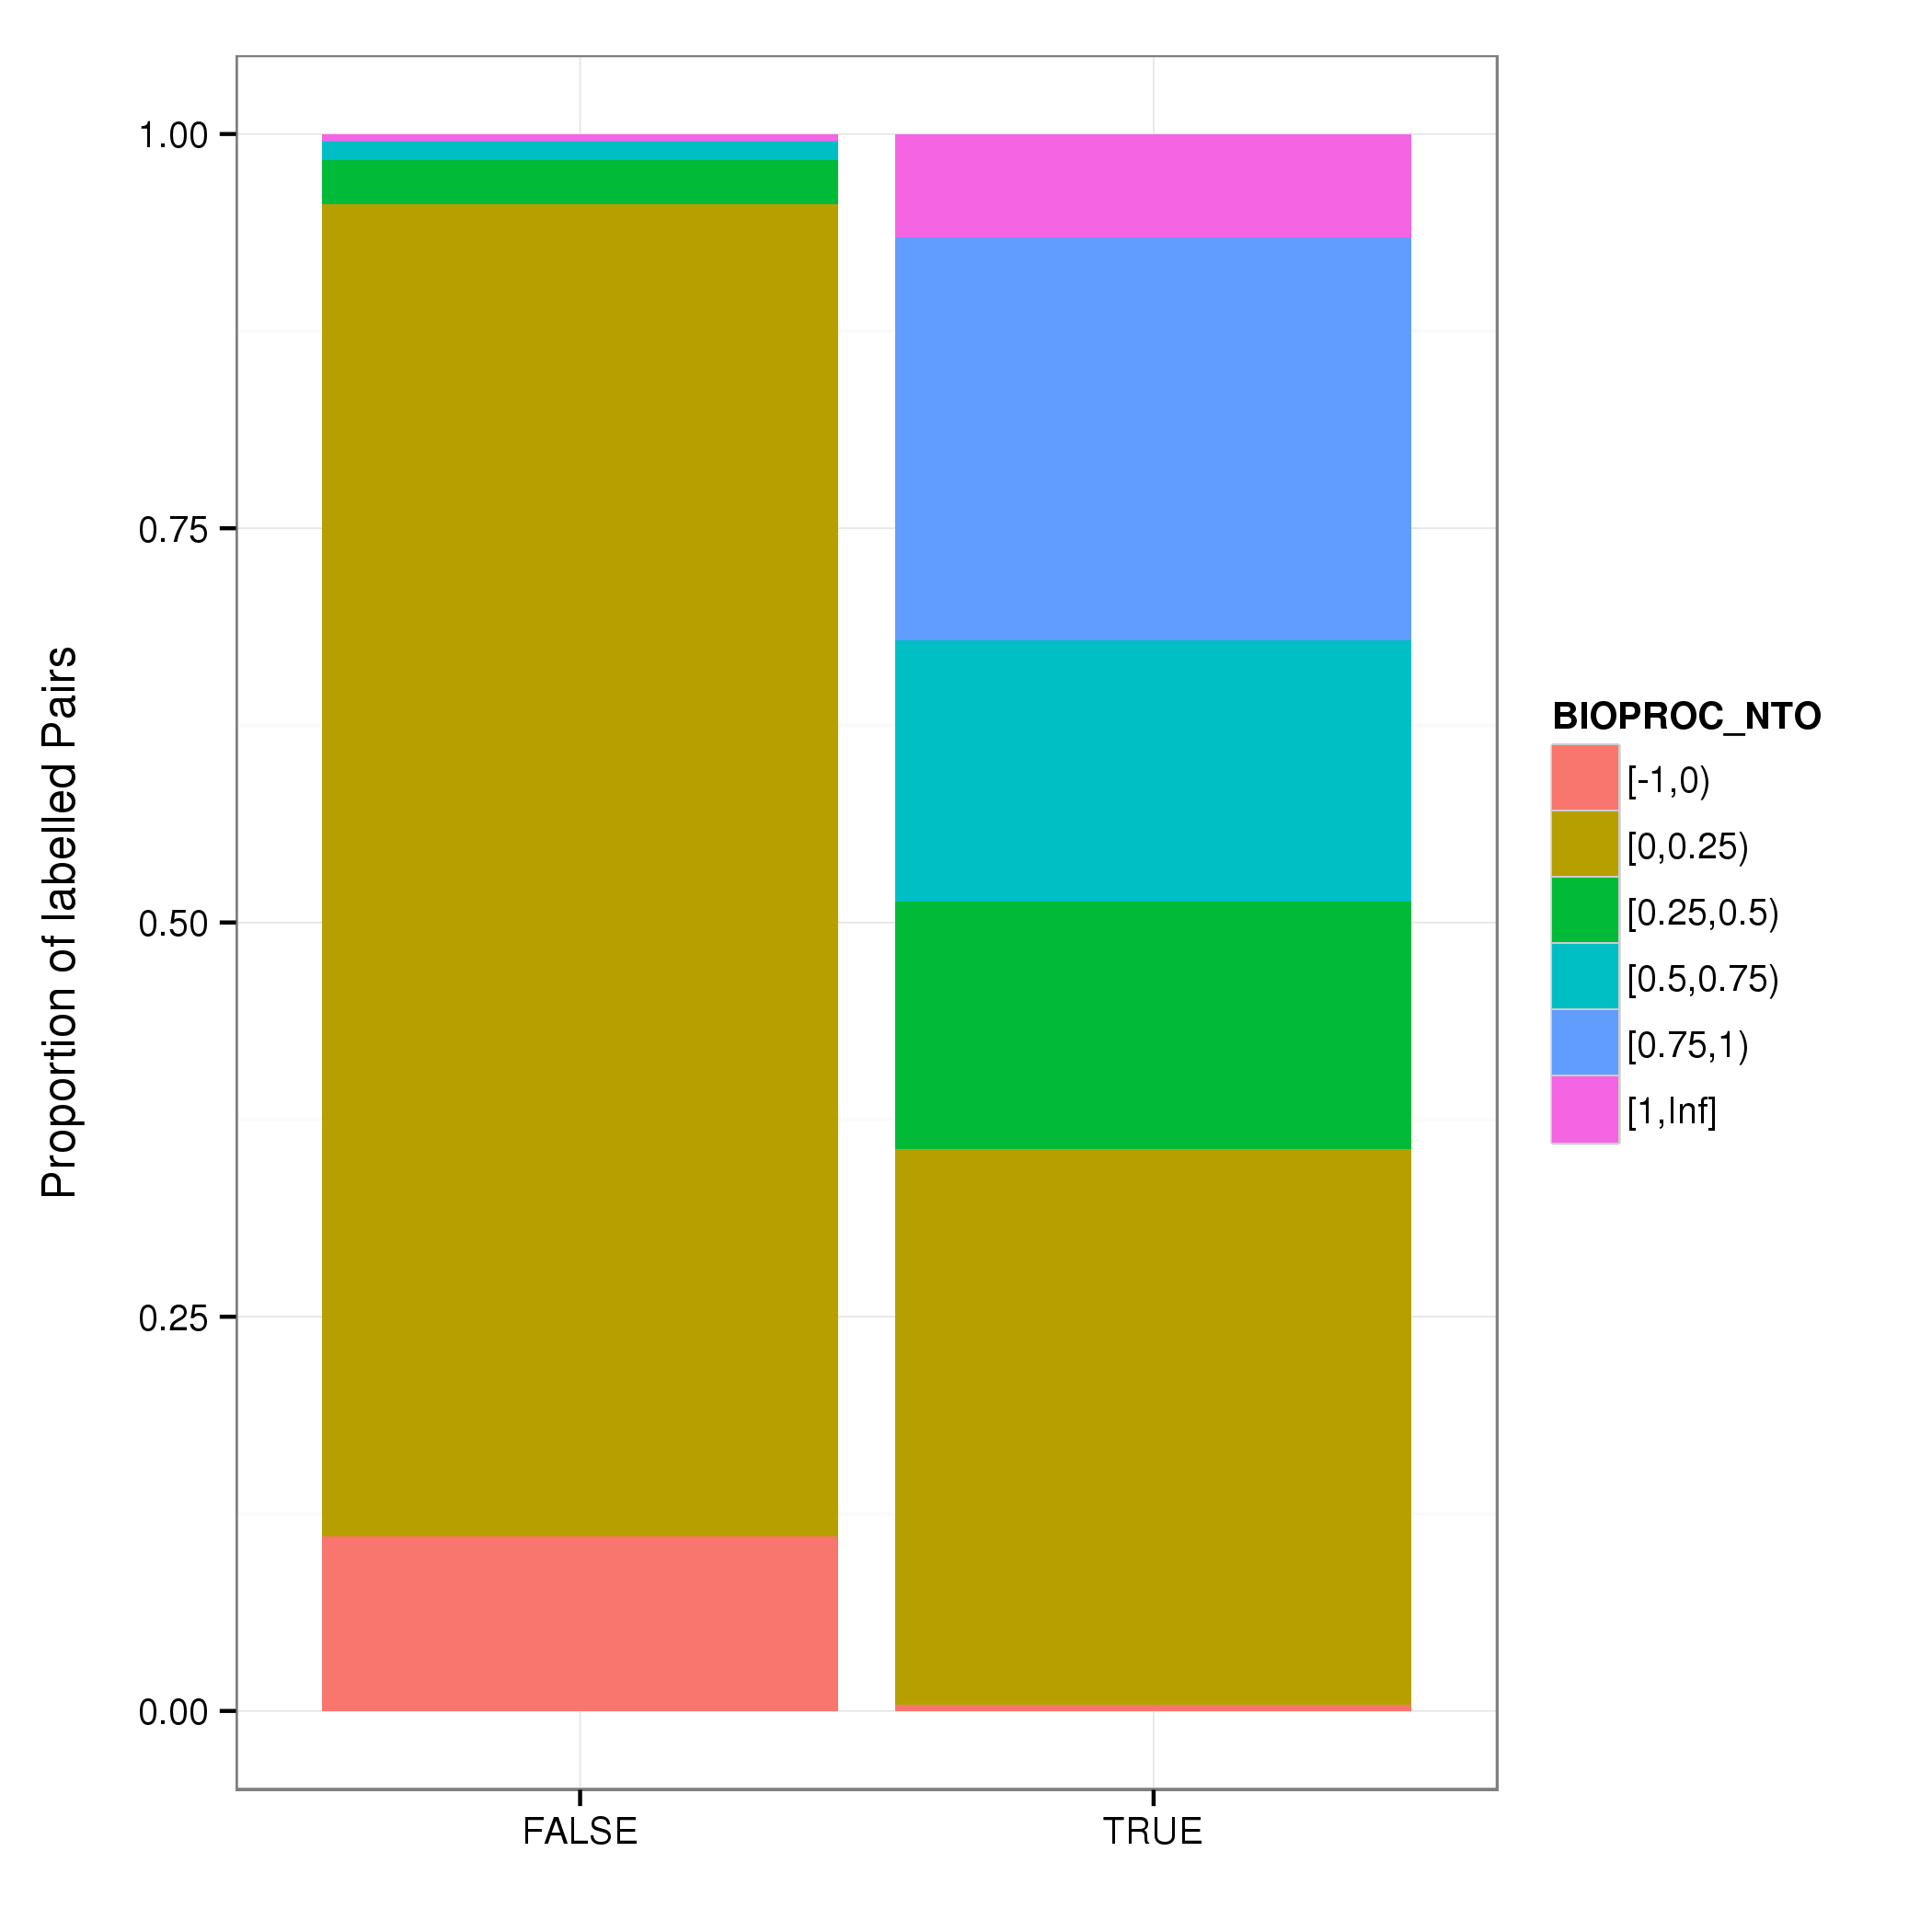 Proportion of labelled Pairs
1.00
0.75
0.50
0.25
0.00
FALSE
TRUE
BIOPROC_NTO
[-1,0)
[0,0.25)
[0.25,0.5)
[0.5,0.75)
[0.75,1)
[1,Inf]